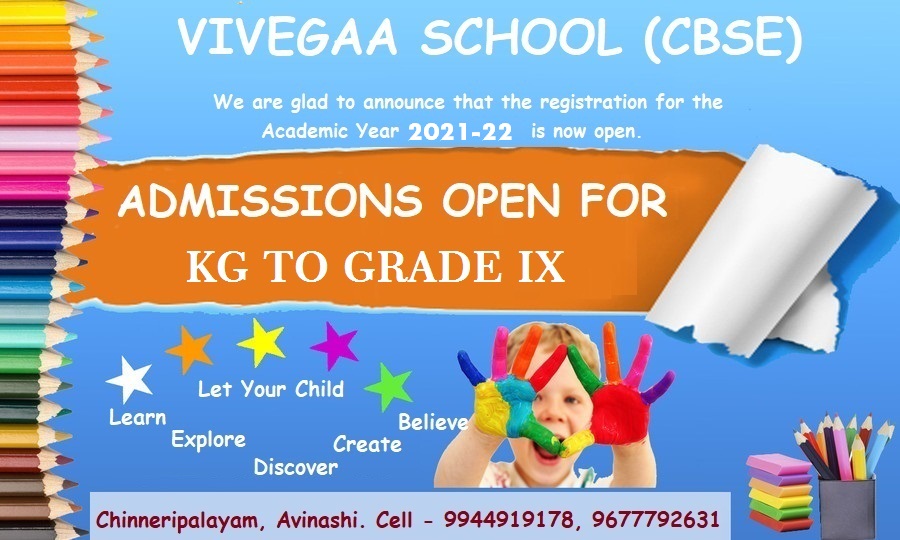 VIVEGAA SCHOOL (CBSE)
We are glad to announce that the registration for the
Academic Year 2021-22 is now open.
ADMISSIONS OPEN FOR
KG TO GRADE IX
Let Your Child
Learn
Explore
Discover
Create
Believe
Chinneripalayam, Avinashi. Cell - 9944919178, 9677792631